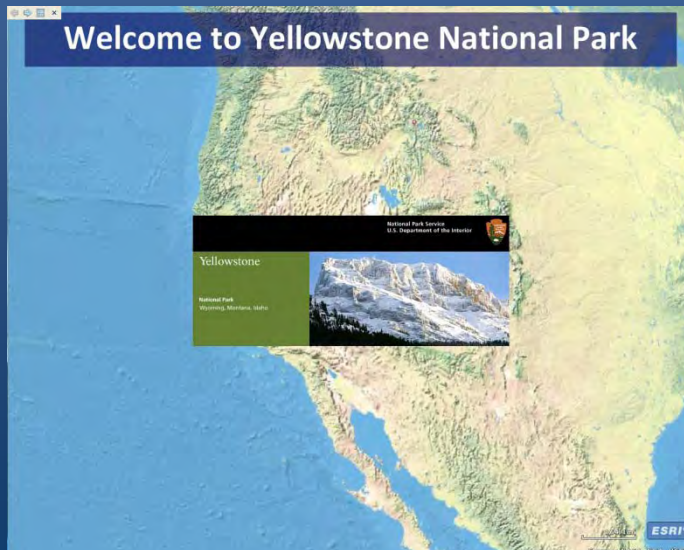 Welcome to Yellowstone National Park
National Park Service
U.S. Department of the Interior
Yellowstone
National Park
Wyoming, Montana, Idaho
ESRI